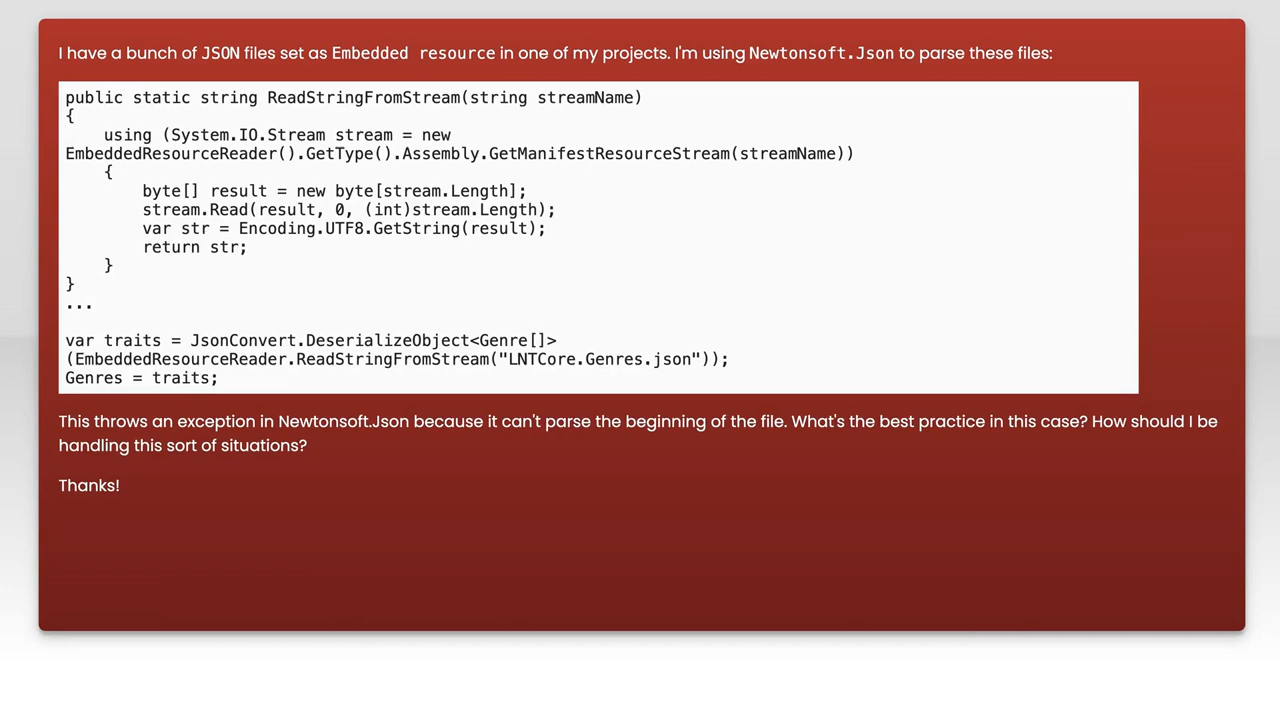 I have a bunch of JSON files set as Embedded resource in one of my projects. I'm using Newtonsoft.Json to parse these files:
public static string ReadStringFromStream(string streamName)
{
    using (System.IO.Stream stream = new
EmbeddedResourceReader().GetType().Assembly.GetManifestResourceStream(streamName))
    {
        byte[] result = new byte[stream.Length];
        stream.Read(result, 0, (int)stream.Length);
        var str = Encoding.UTF8.GetString(result);
        return str;
    }
}
...
var traits = JsonConvert.DeserializeObject<Genre[]>
(EmbeddedResourceReader.ReadStringFromStream("LNTCore.Genres.json"));
Genres = traits;
This throws an exception in Newtonsoft.Json because it can't parse the beginning of the file. What's the best practice in this case? How should I be
handling this sort of situations?
Thanks!